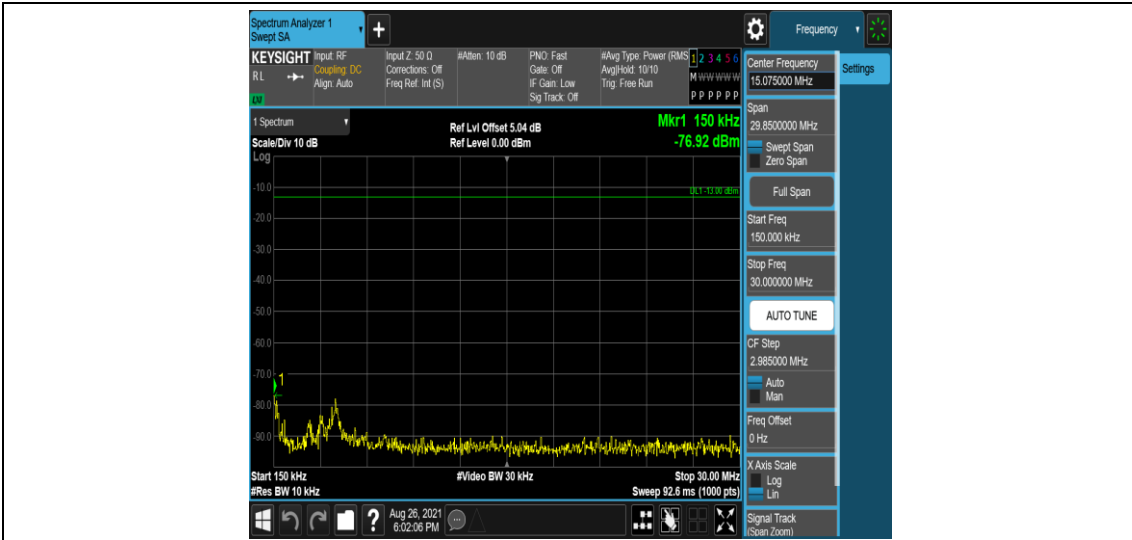 Spectrum Analyzer 1
Swept SA
+
Frequency
KEYSIGHT
RL
LXI
Input: RF
Coupling: DC
Align: Auto
Input Z: 50 Ω
Corrections: Off
Freq Ref: Int (S)
#Atten: 10 dB
PNO: Fast
Gate: Off
IF Gain: Low
Sig Track: Off
#Avg Type: Power (RMS
Avg|Hold: 10/10
Trig: Free Run
1 2 3 4 5 6
M W W W W W
P P P P P P
Center Frequency
15.075000 MHz
Settings
Span
29.8500000 MHz
Swept Span
Zero Span
Full Span
Start Freq
150.000 kHz
Stop Freq
30.000000 MHz
AUTO TUNE
CF Step
2.985000 MHz
Auto
Man
Freq Offset
0 Hz
X Axis Scale
Log
Lin
Signal Track
(Span Zoom)
1 Spectrum
Scale/Div 10 dB
Ref Lvl Offset 5.04 dB
Ref Level 0.00 dBm
Mkr1 150 kHz
-76.92 dBm
Log
-10.0
DL1 -13.00 dBm
-20.0
-30.0
-40.0
-50.0
-60.0
-70.0
1
-80.0
-90.0
Start 150 kHz
#Res BW 10 kHz
#Video BW 30 kHz
Stop 30.00 MHz
Sweep 92.6 ms (1000 pts)
?
Aug 26, 2021
6:02:06 PM